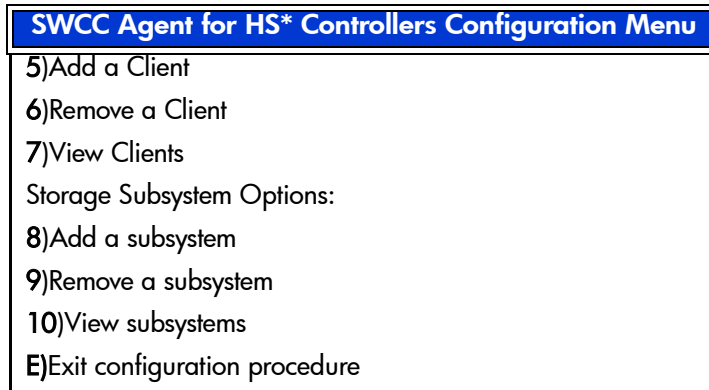 SWCC Agent for HS* Controllers Configuration Menu
5)Add a Client
6)Remove a Client
7)View Clients
Storage Subsystem Options:
8)Add a subsystem
9)Remove a subsystem
10)View subsystems
E)Exit configuration procedure